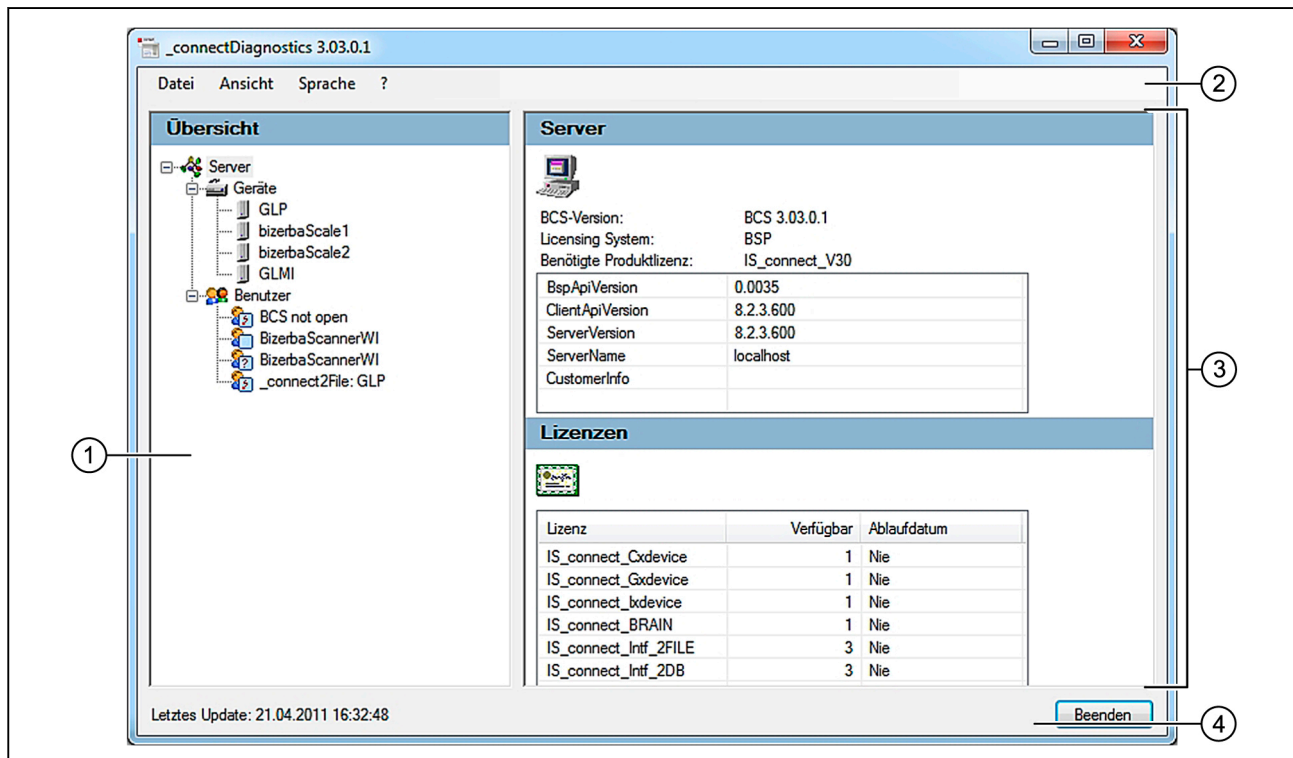 _connectDiagnostics 3.03.0.1
Datei Ansicht Sprache ?
2
Übersicht
Server
Geräte
GLP
bizerbaScale1
bizerbaScale2
GLMI
Benutzer
BCS not open
BizerbaScannerWI
BizerbaScannerWI
_connect2File: GLP
1
Server
BCS-Version: BCS 3.03.0.1
Licensing System: BSP
Benötigte Produktlizenz: IS_connect_V30
BspApiVersion 0.0035
ClientApiVersion 8.2.3.600
ServerVersion 8.2.3.600
ServerName localhost
CustomerInfo
3
Lizenzen
Lizenz Verfügbar Ablaufdatum
IS_connect_Cxdevice 1 Nie
IS_connect_Gxdevice 1 Nie
IS_connect_Ixdevice 1 Nie
IS_connect_BRAIN 1 Nie
IS_connect_Intf_2FILE 3 Nie
IS_connect_Intf_2DB 3 Nie
Letztes Update: 21.04.2011 16:32:48
Beenden
4